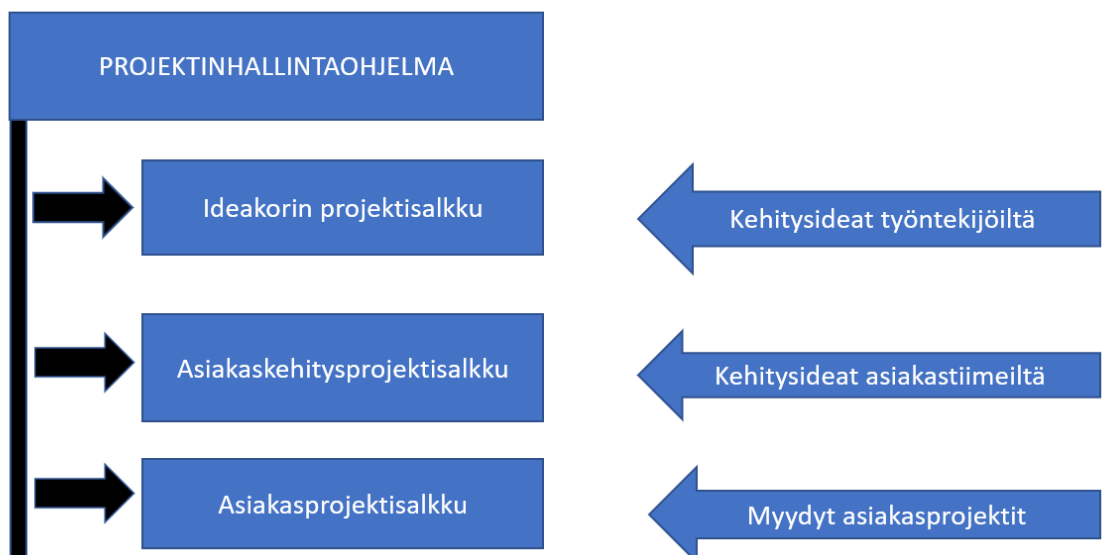 PROJEKTINHALLINTAOHJELMA
Ideakorin projektisalkku
Kehitysideat työntekijöiltä
Asiakaskehitysprojektisalkku
Kehitysideat asiakastiimeiltä
Asiakasprojektisalkku
Myydyt asiakasprojektit